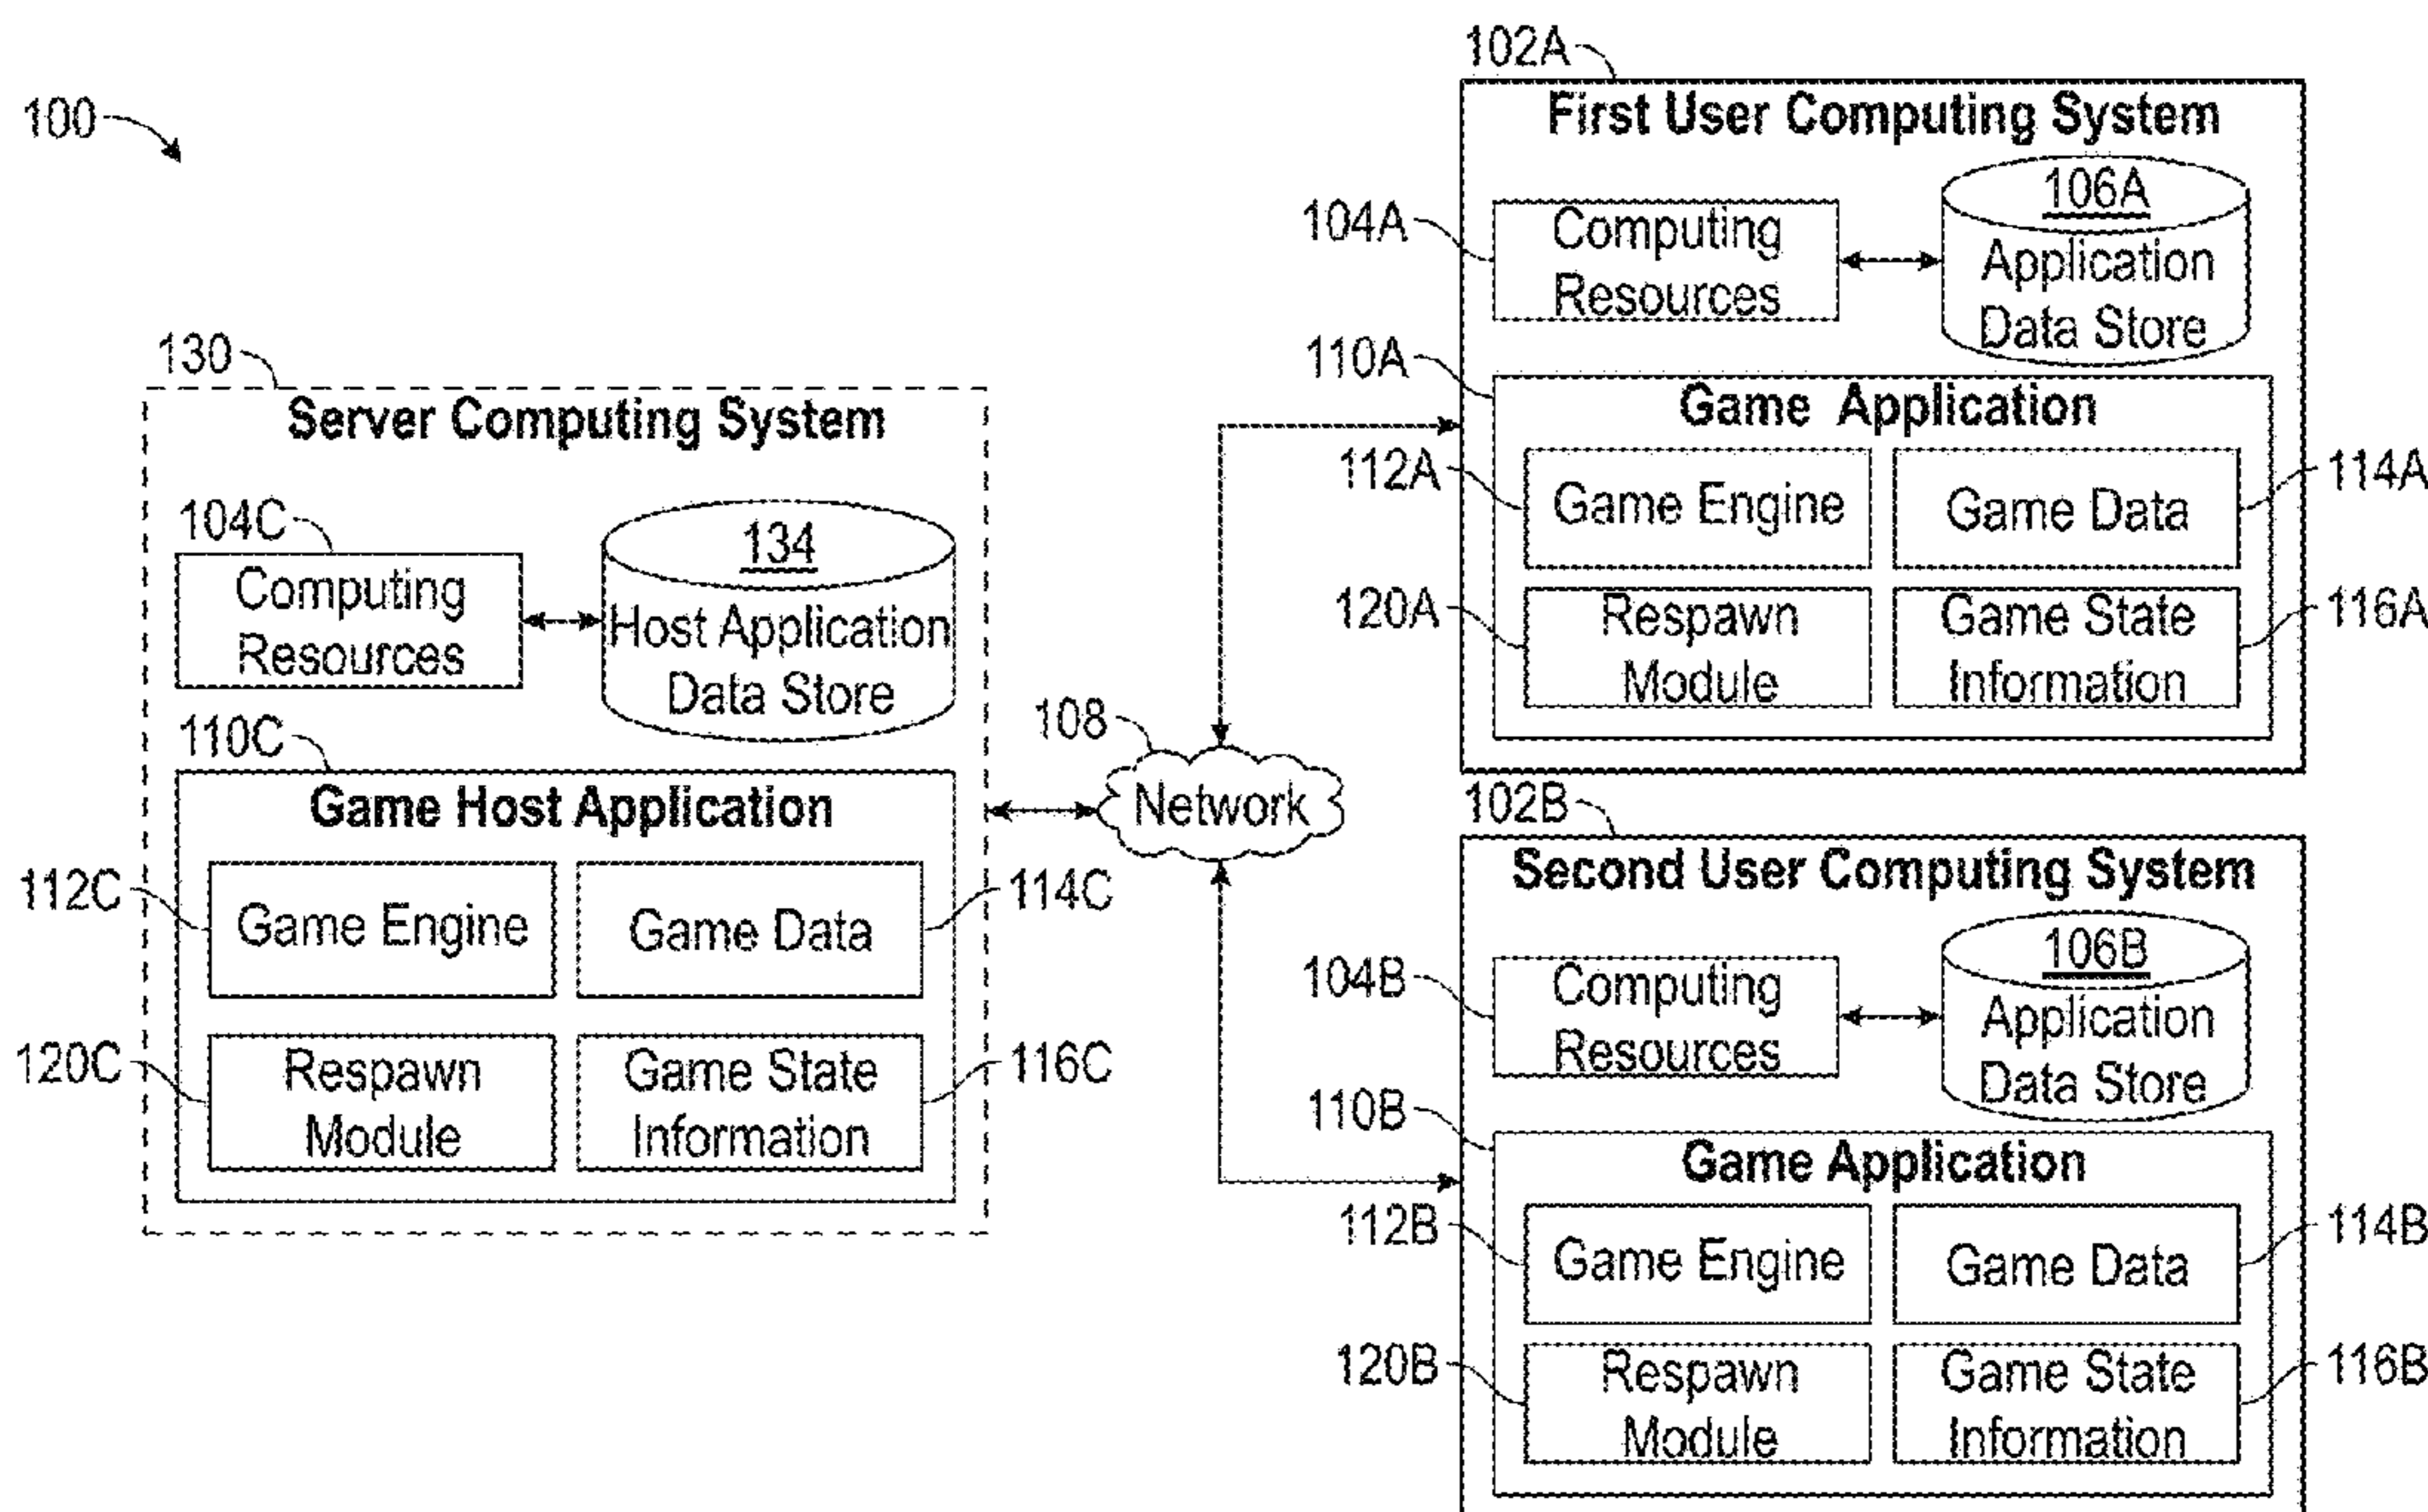 100
130
Server Computing System
104C
Computing
Resources
134
Host Application
Data Store
110C
Game Host Application
112C
Game Engine
Game Data
114C
120C
Respawn
Module
Game State
Information
116C
108
Network
102A
First User Computing System
104A
Computing
Resources
106A
Application
Data Store
110A
Game Application
112A
Game Engine
Game Data
114A
120A
Respawn
Module
Game State
Information
116A
102B
Second User Computing System
104B
Computing
Resources
106B
Application
Data Store
110B
Game Application
112B
Game Engine
Game Data
114B
120B
Respawn
Module
Game State
Information
116B